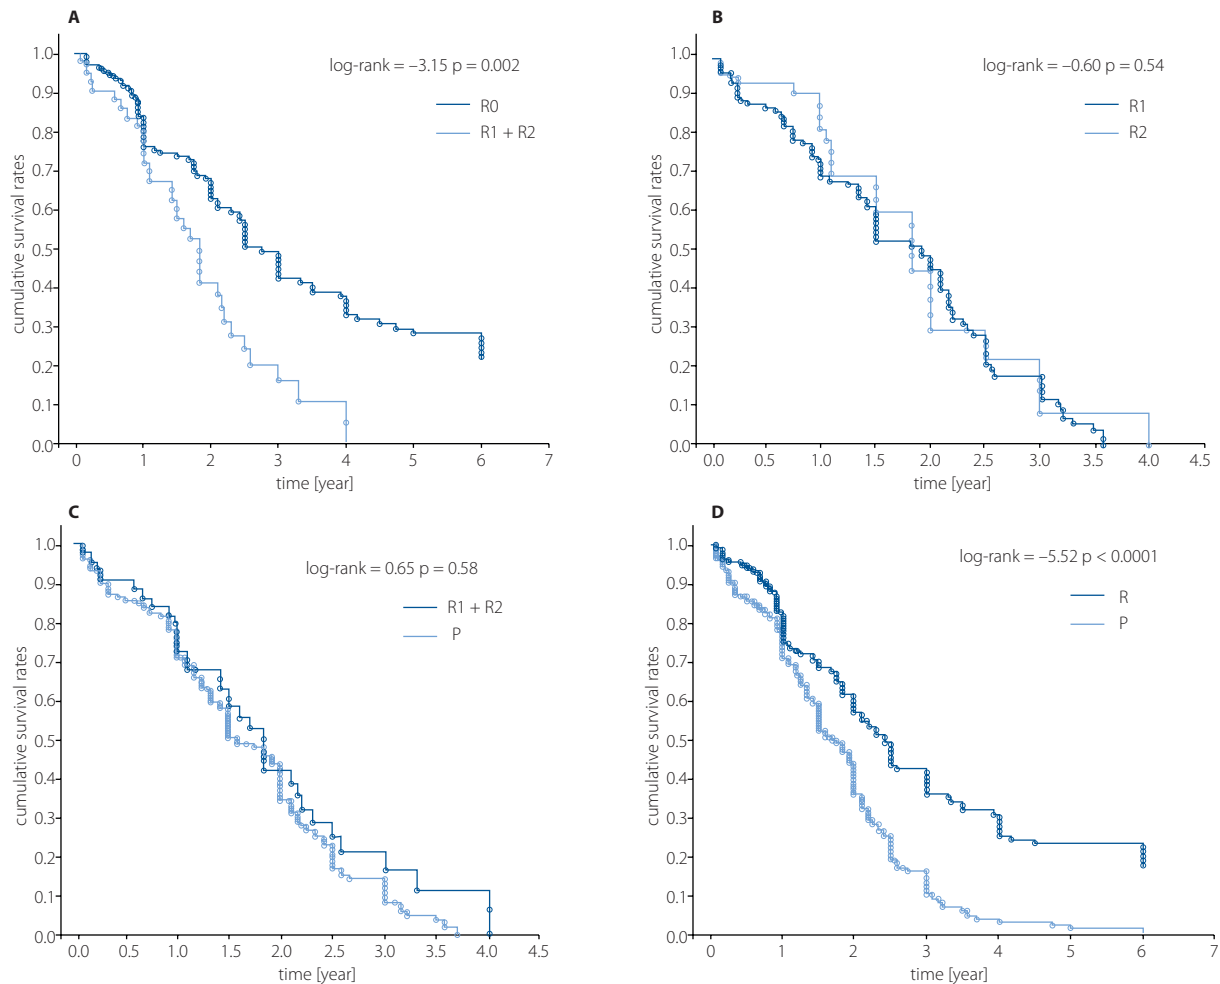 A
log-rank = –3.15 p = 0.002
R0
R1 + R2
cumulative survival rates
1.0
0.9
0.8
0.7
0.6
0.5
0.4
0.3
0.2
0.1
0.0
0 1 2 3 4 5 6 7
time [year]
B
log-rank = –0.60 p = 0.54
R1
R2
cumulative survival rates
1.0
0.9
0.8
0.7
0.6
0.5
0.4
0.3
0.2
0.1
0.0
0.0 0.5 1.0 1.5 2.0 2.5 3.0 3.5 4.0 4.5
time [year]
C
log-rank = 0.65 p = 0.58
R1 + R2
P
cumulative survival rates
1.0
0.9
0.8
0.7
0.6
0.5
0.4
0.3
0.2
0.1
0.0
0.0 0.5 1.0 1.5 2.0 2.5 3.0 3.5 4.0 4.5
time [year]
D
log-rank = –5.52 p < 0.0001
R
P
cumulative survival rates
1.0
0.9
0.8
0.7
0.6
0.5
0.4
0.3
0.2
0.1
0.0
0 1 2 3 4 5 6 7
time [year]